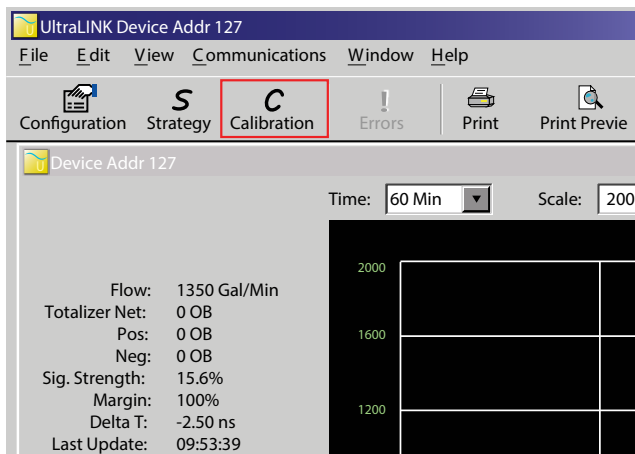 UltraLINK Device Addr 127
File Edit View Communications Window Help
S C !
Configuration Strategy Calibration Errors Print Print Previe
Device Addr 127
Time: 60 Min Scale: 200
2000
Flow: 1350 Gal/Min
Totalizer Net: 0 OB
1600
Pos: 0 OB
Neg: 0 OB
Sig. Strength: 15.6%
Margin: 100%
1200
Delta T: -2.50 ns
Last Update: 09:53:39